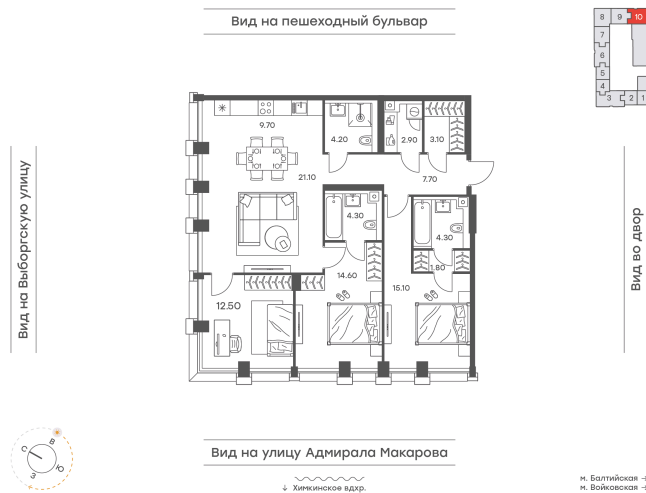 Вид на пешеходный бульвар
8 9 10
7
6
5
4
3 2 1
Вид на Выборгскую улицу
Вид во двор
9.70
4.20
2.90
3.10
21.10
7.70
4.30
4.30
14.60
1.80
15.10
12.50
С В
З Ю
Вид на улицу Адмирала Макарова
↓ Химкинское вдхр.
м. Балтийская
м. Войковская